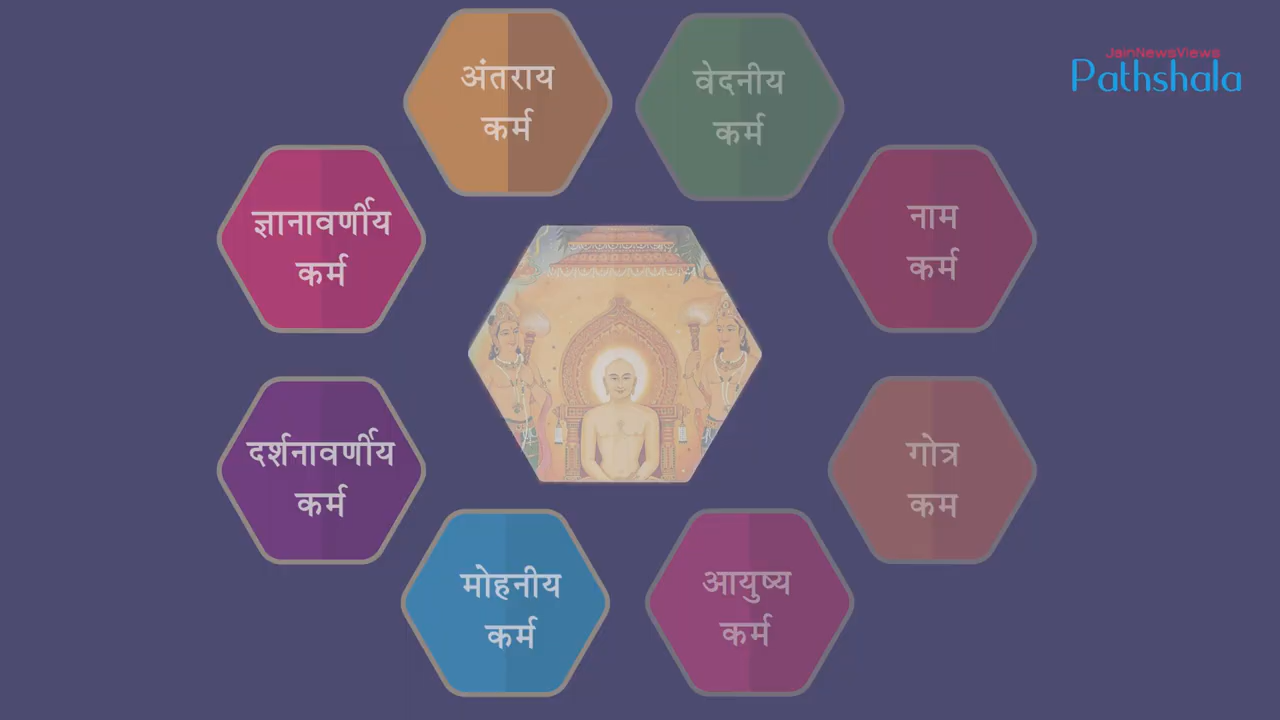 अंतराय
कर्म
वेदनीय
कर्म
JainNewsViews
Pathshala
ज्ञानावर्णीय
कर्म
नाम
कर्म
दर्शनावर्णीय
कर्म
गोत्र
कम
मोहनीय
कर्म
आयुष्य
कर्म